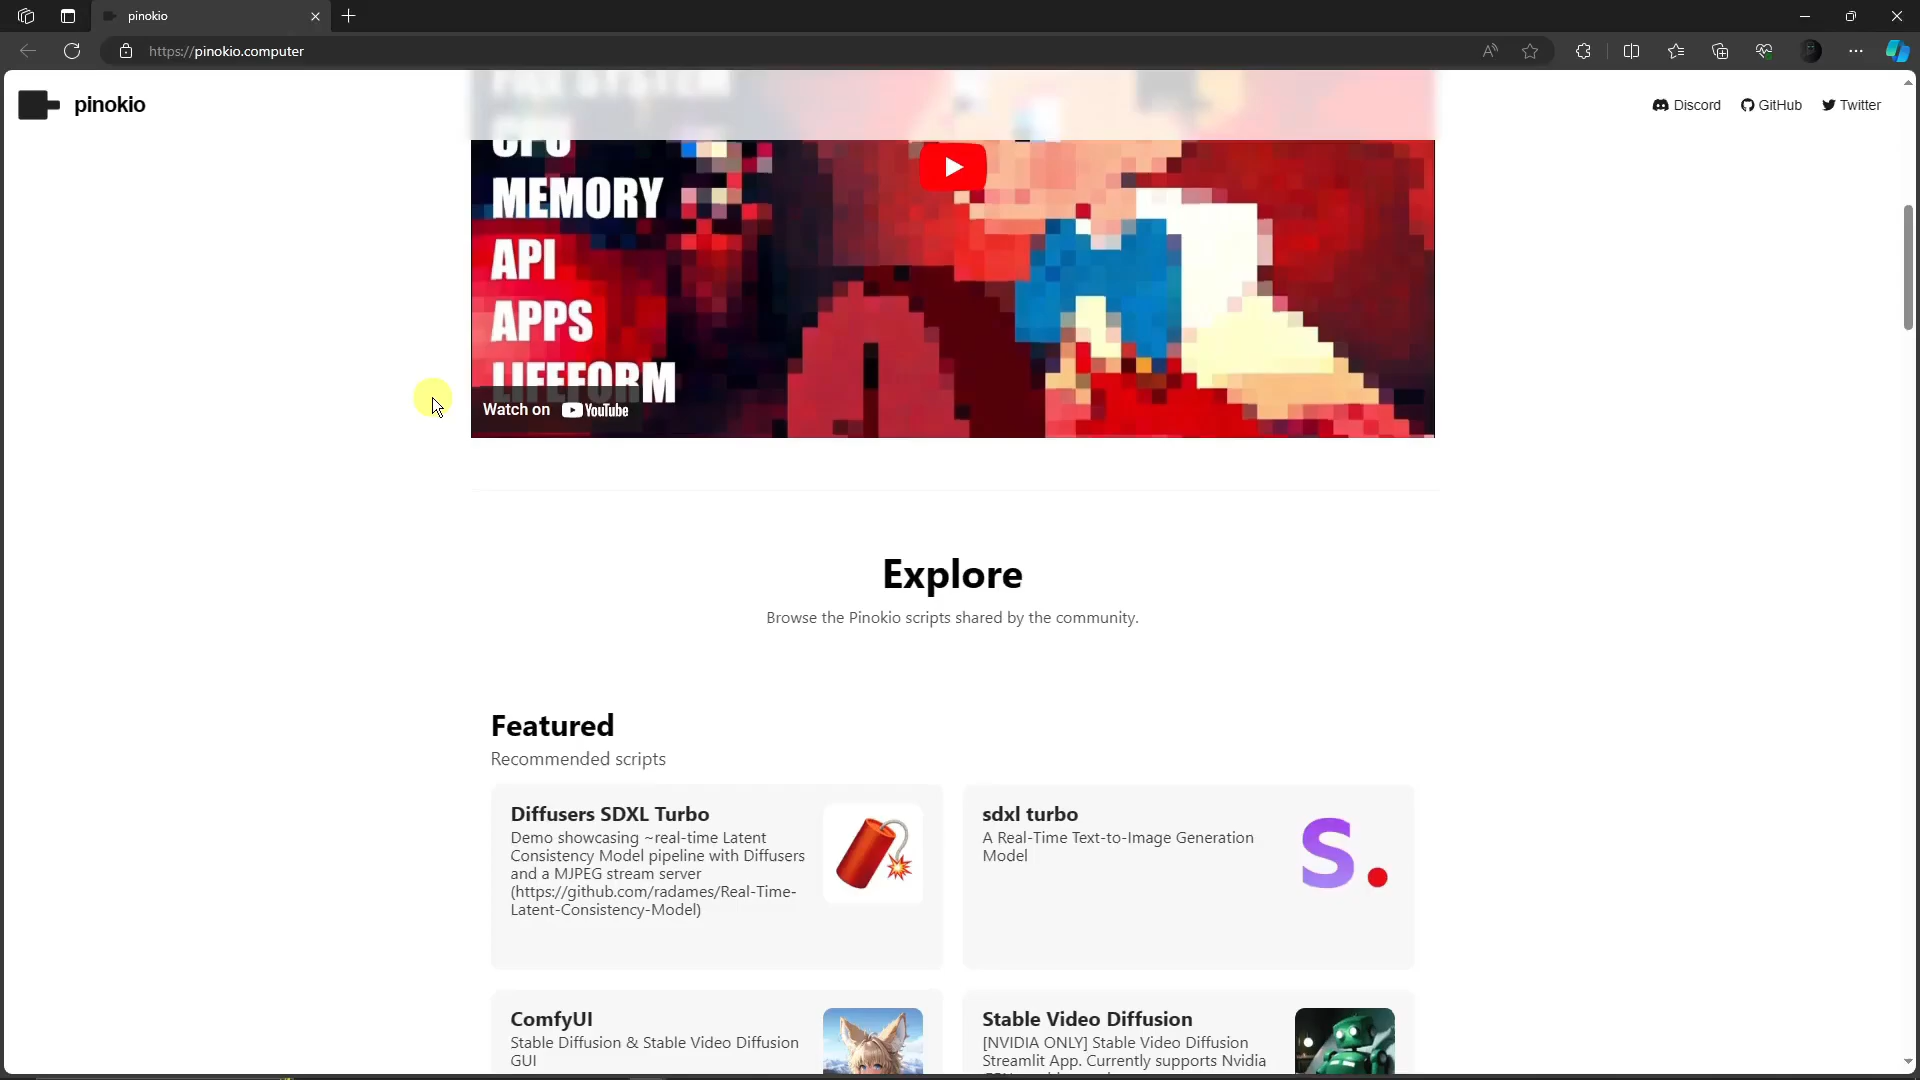 pinokio
https://pinokio.computer
pinokio
Discord
GitHub
Twitter
FILE SYSTEM
CPU
MEMORY
API
APPS
LIFEFORM
Watch on YouTube
Explore
Browse the Pinokio scripts shared by the community.
Featured
Recommended scripts
Diffusers SDXL Turbo
Demo showcasing ~real-time Latent
Consistency Model pipeline with Diffusers
and a MJPEG stream server
(https://github.com/radames/Real-Time-
Latent-Consistency-Model)
sdxl turbo
A Real-Time Text-to-Image Generation
Model
S.
ComfyUI
Stable Diffusion & Stable Video Diffusion
GUI
Stable Video Diffusion
[NVIDIA ONLY] Stable Video Diffusion
Streamlit App. Currently supports Nvidia